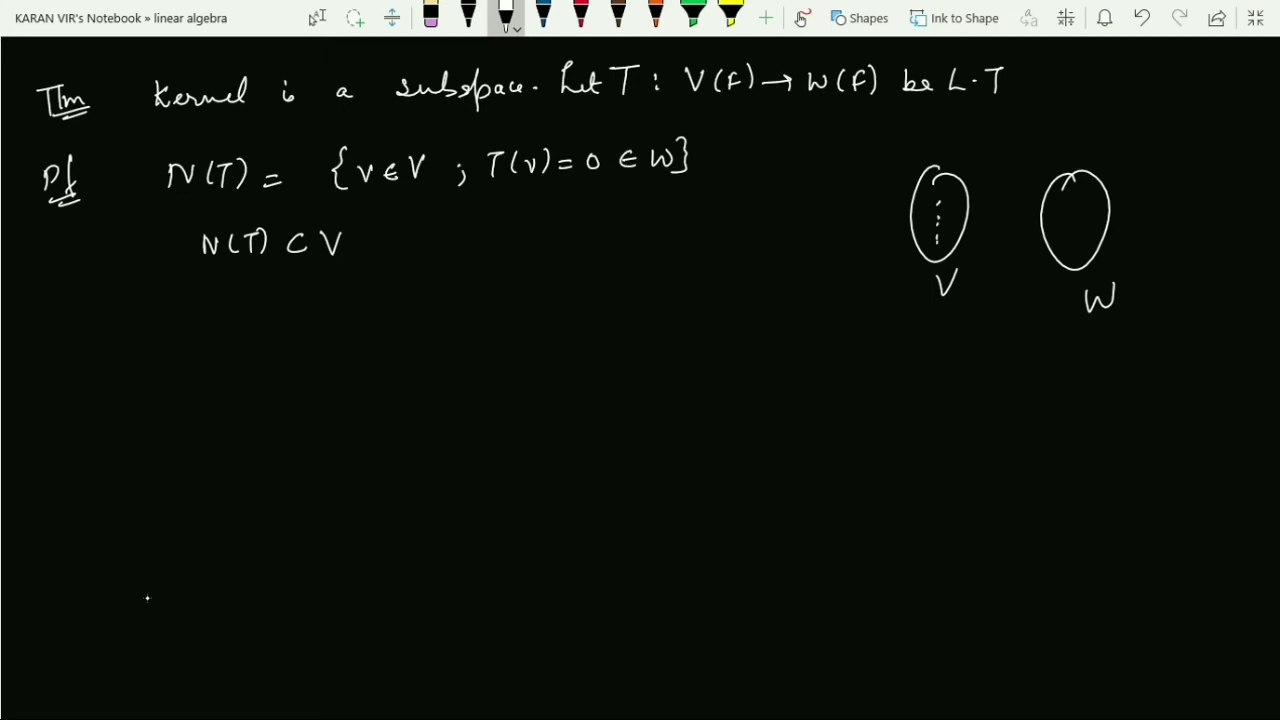 KARAN VIR's Notebook » linear algebra
Shapes
Ink to Shape
Thm Kernel is a subspace. Let T : V(F) → W(F) be L.T
Pf N(T) = {v ∈ V ; T(v) = 0 ∈ W}
N(T) ⊂ V
V
W